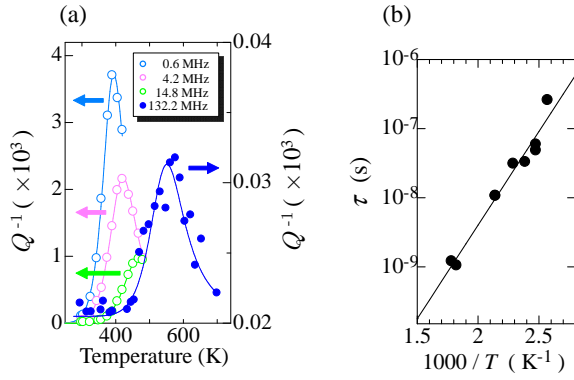 (a)
(b)
4
3
2
1
0
Q⁻¹ ( ×10³)
0.6 MHz
4.2 MHz
14.8 MHz
132.2 MHz
0.04
0.03
0.02
Q⁻¹ (×10³)
400 600
Temperature (K)
10⁻⁶
10⁻⁷
10⁻⁸
10⁻⁹
τ (s)
1.5 2 2.5
1000 / T ( K⁻¹)